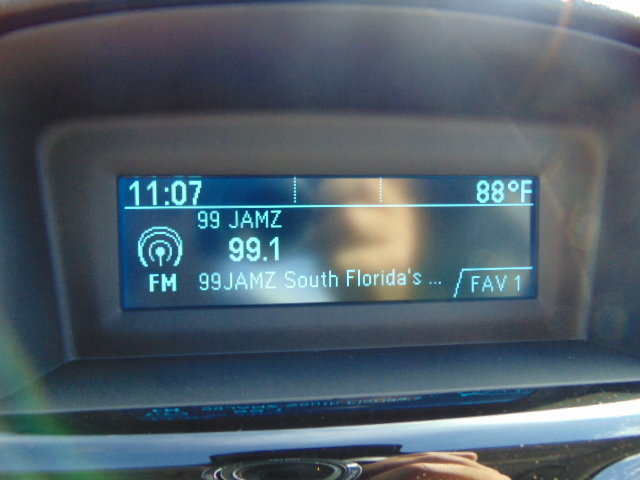 11:07 88°F
99 JAMZ
99.1
FM 99JAMZ South Florida's ... FAV 1